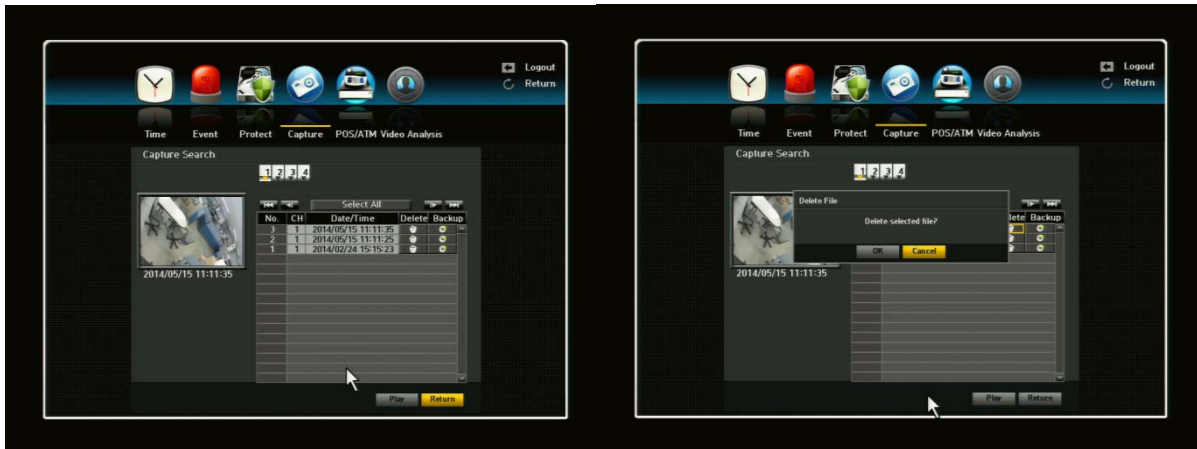 Logout
Return
Time Event Protect Capture POS/ATM Video Analysis
Capture Search
1 2 3 4
Select All
No. CH Date/Time Delete Backup
3 1 2014/05/15 11:11:35
2 1 2014/05/15 11:11:25
1 1 2014/02/24 15:15:23
2014/05/15 11:11:35
Play Return
Logout
Return
Time Event Protect Capture POS/ATM Video Analysis
Capture Search
1 2 3 4
Delete File
Delete selected file?
OK Cancel
lete Backup
2014/05/15 11:11:35
Play Return